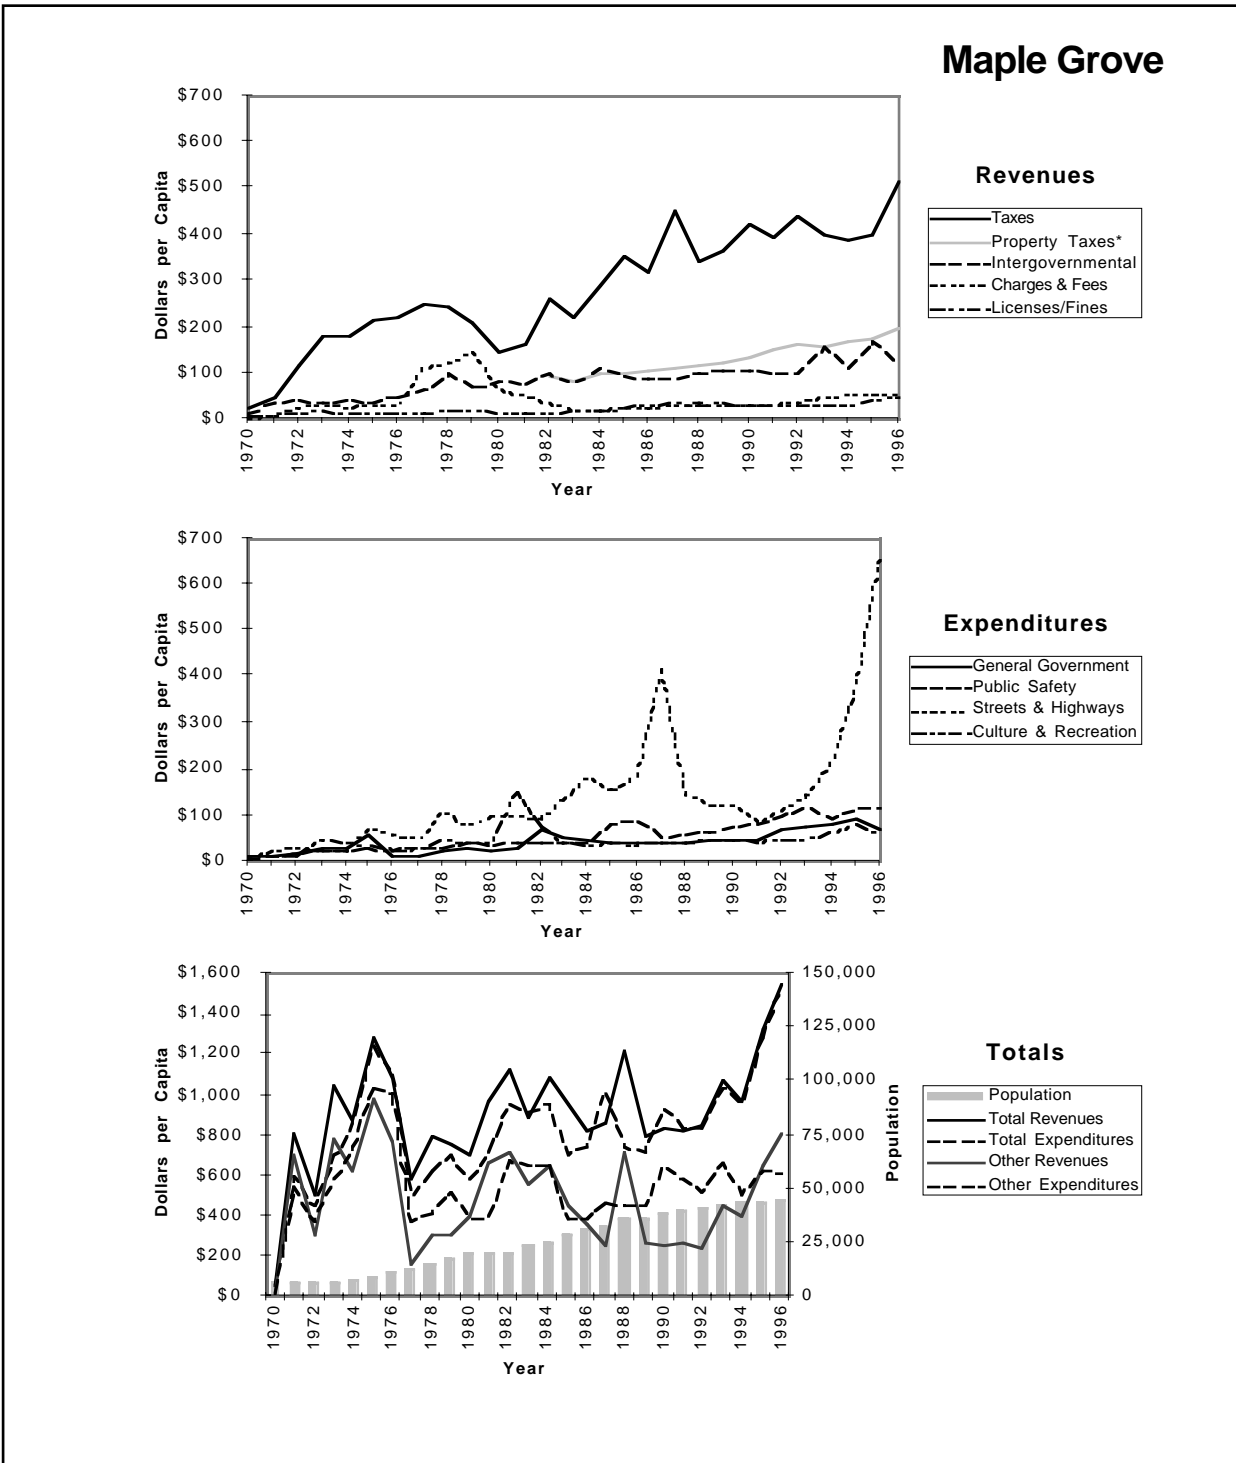 Maple Grove
$700
$600
$500
$400
$300
$200
$100
$0
Dollars per Capita
1970
1972
1974
1976
1978
1980
1982
1984
1986
1988
1990
1992
1994
1996
Year
Revenues
Taxes
Property Taxes*
Intergovernmental
Charges & Fees
Licenses/Fines
$700
$600
$500
$400
$300
$200
$100
$0
Dollars per Capita
1970
1972
1974
1976
1978
1980
1982
1984
1986
1988
1990
1992
1994
1996
Year
Expenditures
General Government
Public Safety
Streets & Highways
Culture & Recreation
$1,600
$1,400
$1,200
$1,000
$800
$600
$400
$200
$0
Dollars per Capita
150,000
125,000
100,000
75,000
50,000
25,000
0
Population
1970
1972
1974
1976
1978
1980
1982
1984
1986
1988
1990
1992
1994
1996
Year
Totals
Population
Total Revenues
Total Expenditures
Other Revenues
Other Expenditures